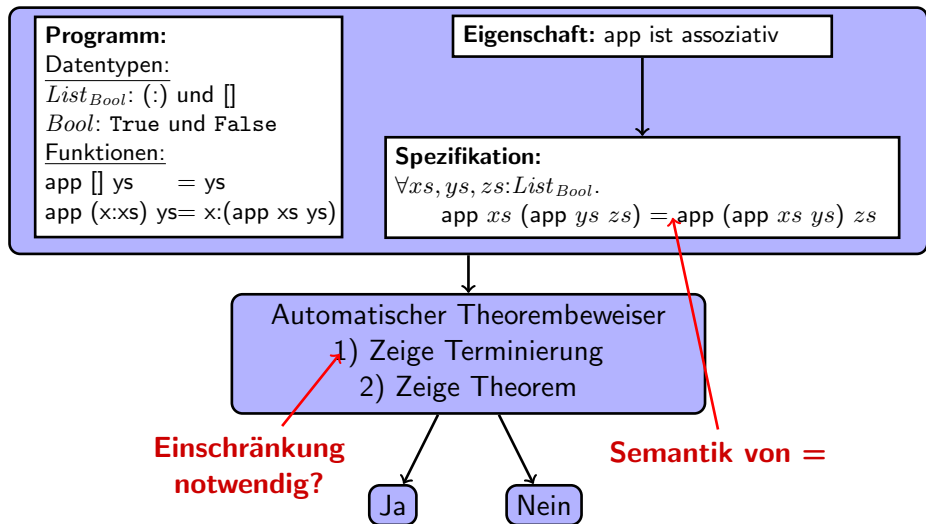 Programm:
Datentypen:
List_Bool: (:) und []
Bool: True und False
Funktionen:
app [] ys = ys
app (x:xs) ys= x:(app xs ys)
Eigenschaft: app ist assoziativ
Spezifikation:
∀xs, ys, zs:List_Bool.
app xs (app ys zs) = app (app xs ys) zs
Automatischer Theorembeweiser
1) Zeige Terminierung
2) Zeige Theorem
Einschränkung
notwendig?
Semantik von =
Ja
Nein